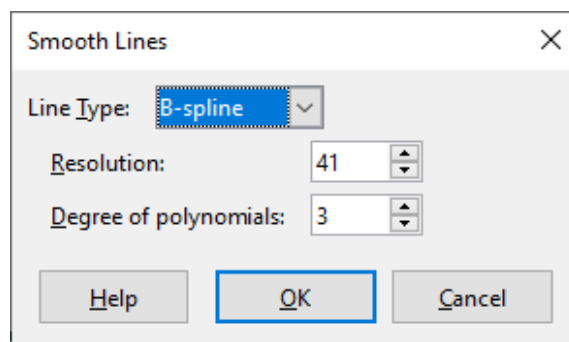 Smooth Lines
Line Type: B-spline
Resolution: 41
Degree of polynomials: 3
Help OK Cancel